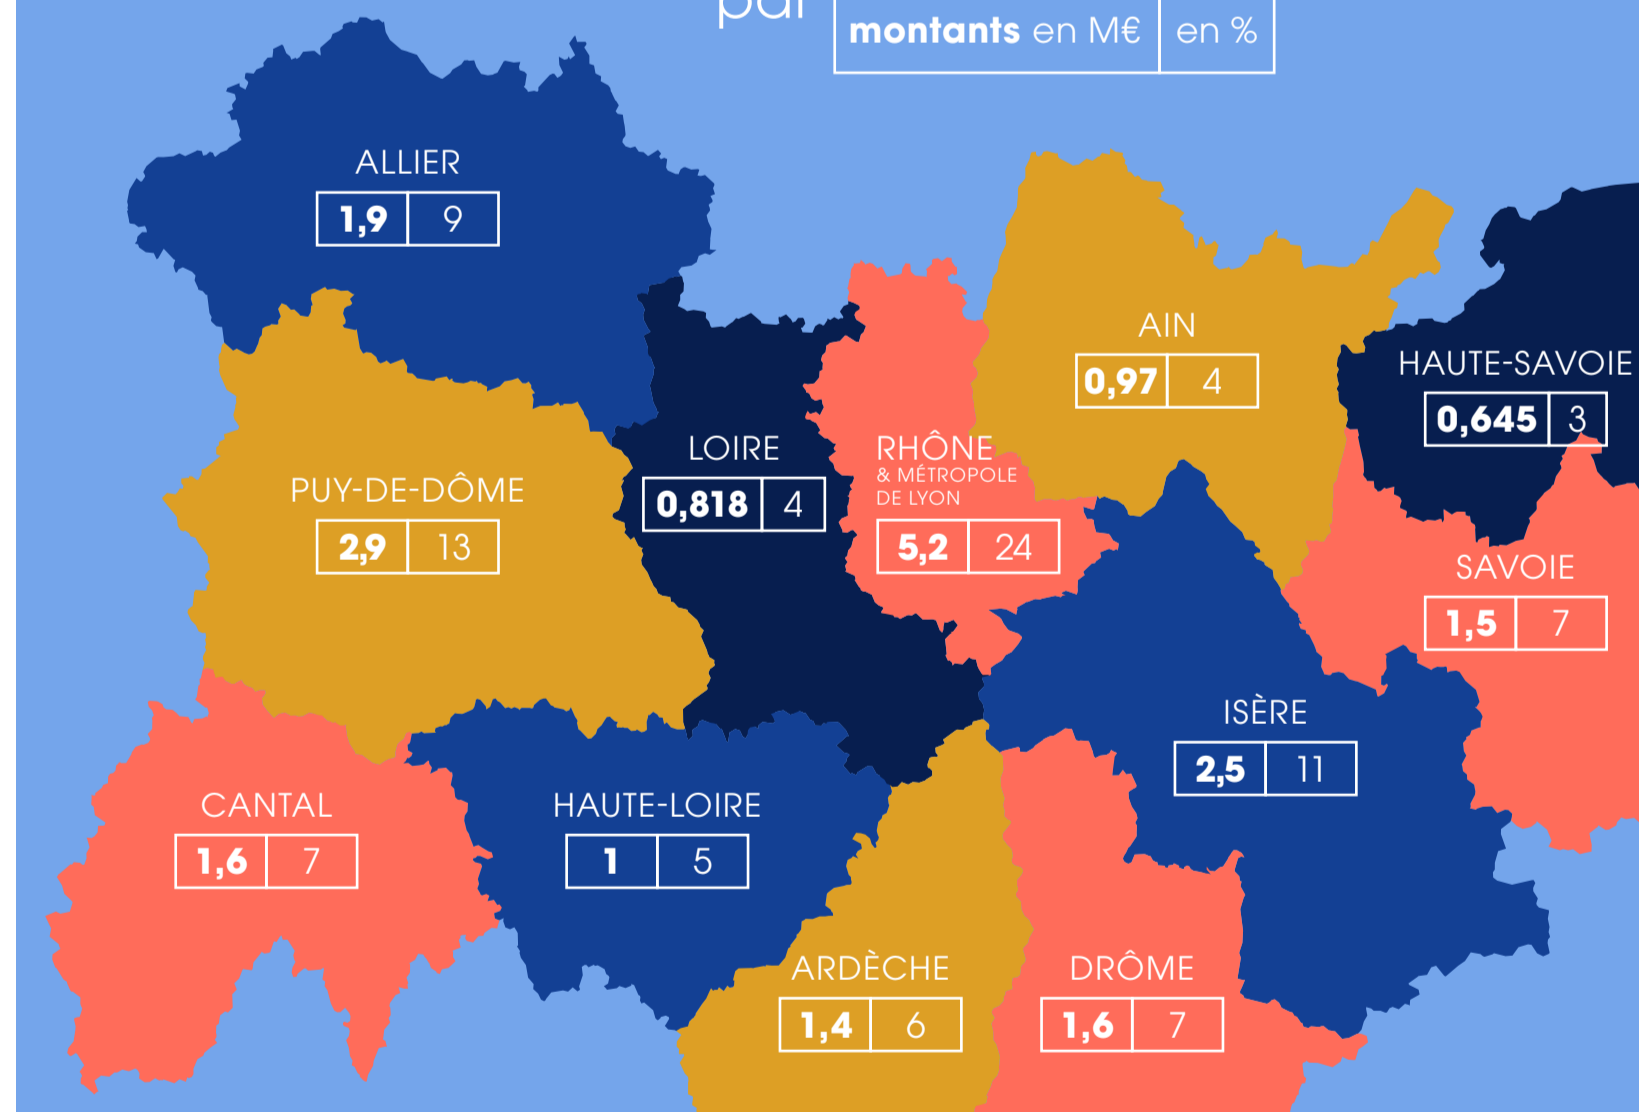 par
montants en M€ en %
ALLIER
1,9 9
AIN
0,97 4
HAUTE-SAVOIE
0,645 3
LOIRE
0,818 4
RHÔNE
& MÉTROPOLE
DE LYON
5,2 24
PUY-DE-DÔME
2,9 13
SAVOIE
1,5 7
ISÈRE
2,5 11
CANTAL
1,6 7
HAUTE-LOIRE
1 5
ARDÈCHE
1,4 6
DRÔME
1,6 7